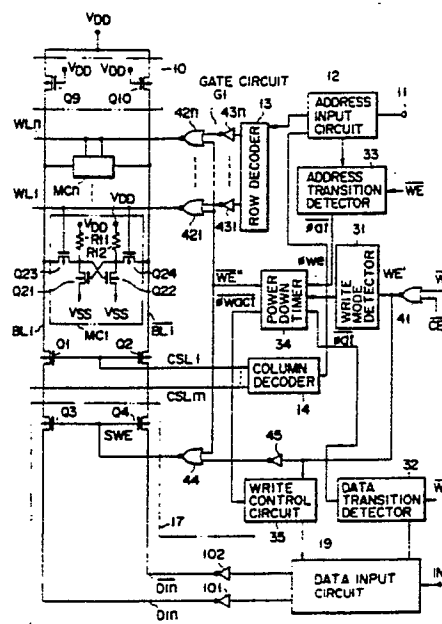 VDD
VDD VDD
10
Q9 Q10
GATE CIRCUIT
G1
12
11
WLn
42n 43n 13
ADDRESS
INPUT
CIRCUIT
MCn
ROW DECODER
33
ADDRESS
TRANSITION
DETECTOR
WE
WL1
421 431
VDD
VDD
R11
R12
31
Q23 Q24
Q21 Q22
VSS VSS
MC1
BL1 BL1
WE"
POWER
DOWN
TIMER
34
WRITE MODE
DETECTOR
WE'
41
Q1 Q2
CSL1
CSLm
COLUMN
DECODER
14
Q3 Q4
SWE
44 45
32
17
WRITE
CONTROL
CIRCUIT
35
DATA
TRANSITION
DETECTOR
19
102
DIn
101
DIn
DATA INPUT
CIRCUIT
IN